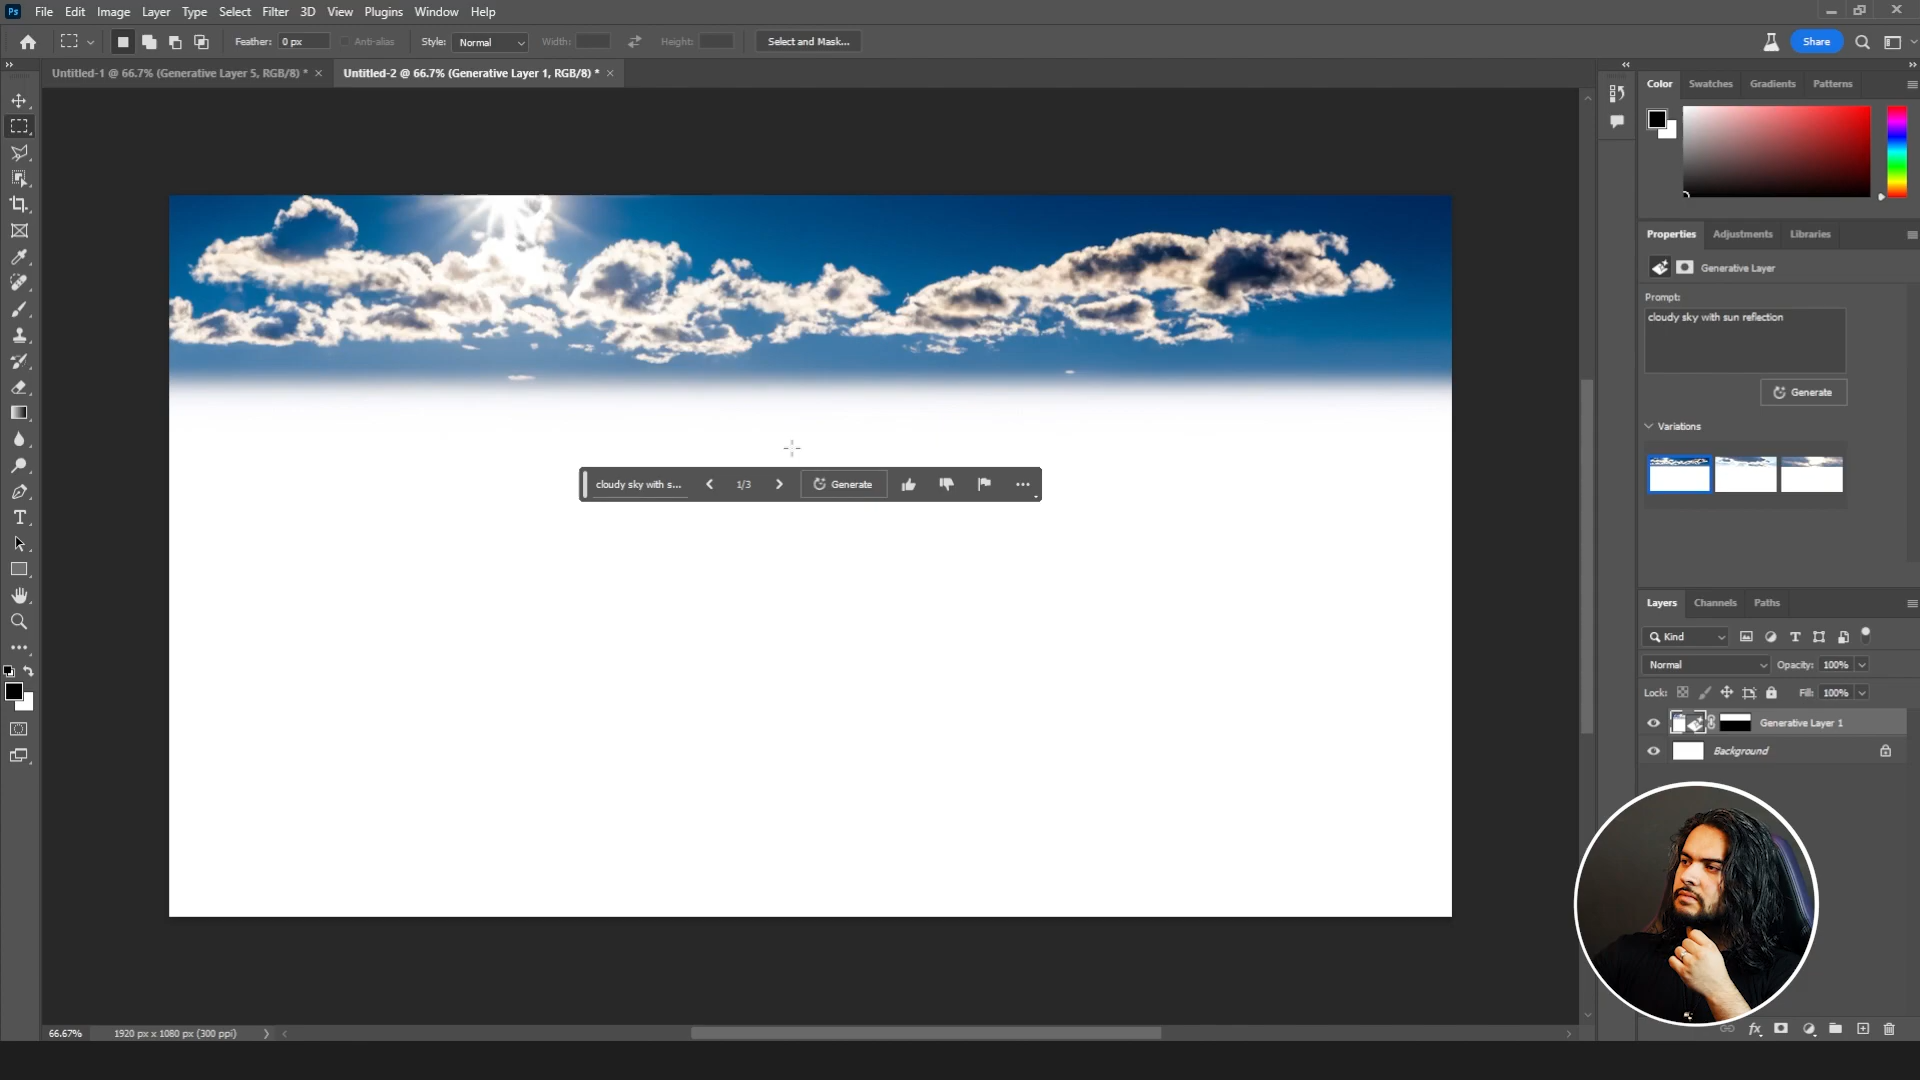 Ps File Edit Image Layer Type Select Filter 3D View Plugins Window Help
Feather: 0 px Anti-alias Style: Normal Width: Height: Select and Mask... Share
Untitled-1 @ 66.7% (Generative Layer 5, RGB/8) * × Untitled-2 @ 66.7% (Generative Layer 1, RGB/8) * ×
Color Swatches Gradients Patterns
Properties Adjustments Libraries
Generative Layer
Prompt:
cloudy sky with sun reflection
Generate
Variations
cloudy sky with s... 1/3 Generate
Layers Channels Paths
Kind
Normal Opacity: 100%
Lock: Fill: 100%
Generative Layer 1
Background
66.67% 1920 px x 1080 px (300 ppi)
fx